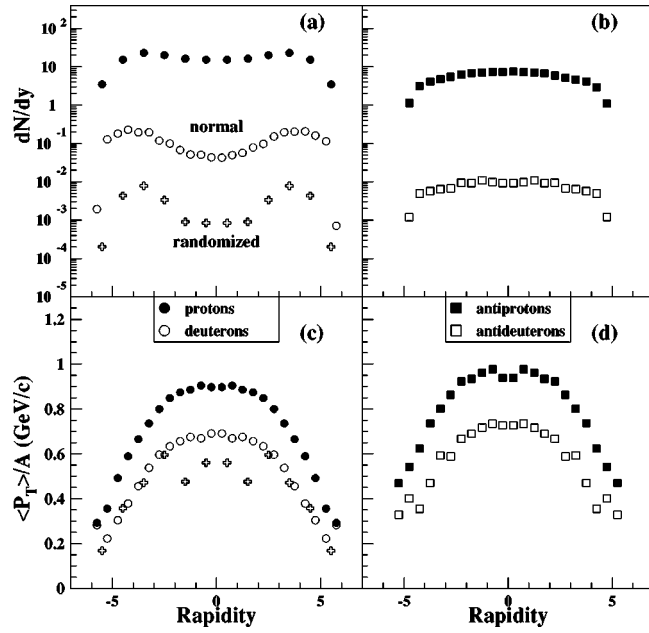 (a)
(b)
dN/dy
10²
10
1
10⁻¹
10⁻²
10⁻³
10⁻⁴
10⁻⁵
10
normal
randomized
protons
deuterons
antiprotons
antideuterons
(c)
(d)
<P_T>/A (GeV/c)
1.2
1
0.8
0.6
0.4
0.2
0
-5 0 5
-5 0 5
Rapidity
Rapidity